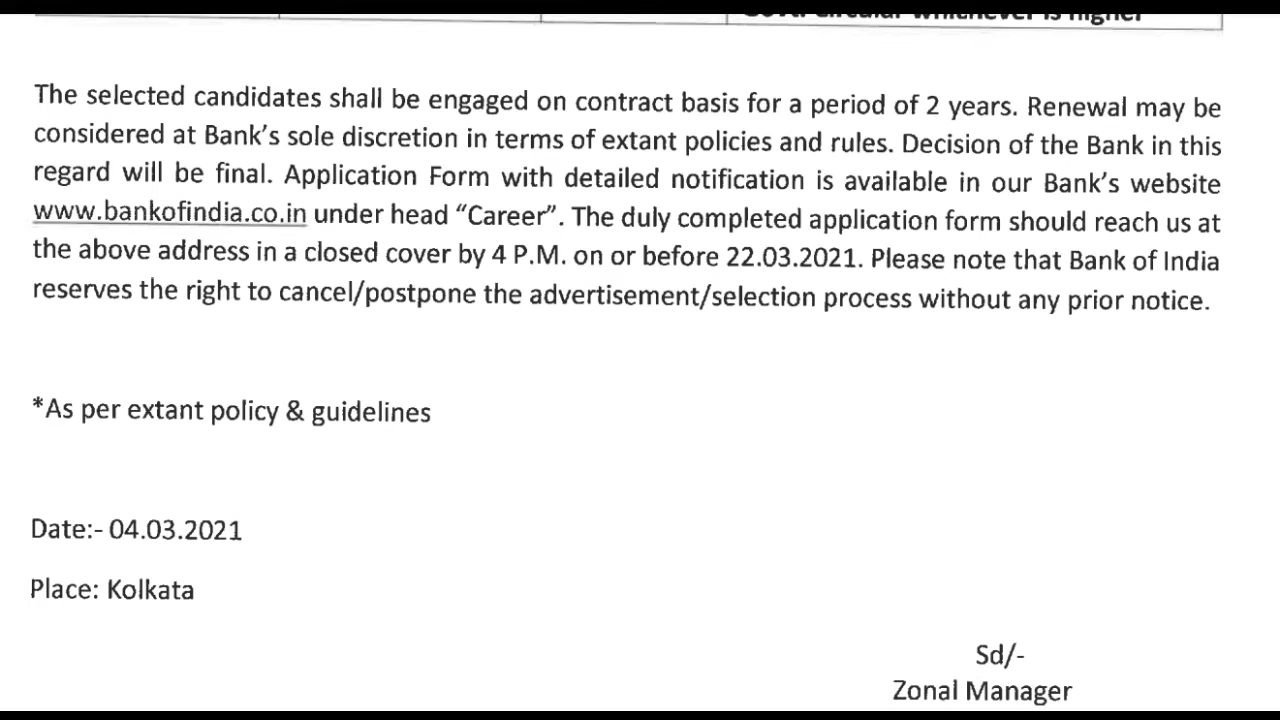 Govt. Circular whichever is higher
The selected candidates shall be engaged on contract basis for a period of 2 years. Renewal may be
considered at Bank's sole discretion in terms of extant policies and rules. Decision of the Bank in this
regard will be final. Application Form with detailed notification is available in our Bank's website
www.bankofindia.co.in under head “Career”. The duly completed application form should reach us at
the above address in a closed cover by 4 P.M. on or before 22.03.2021. Please note that Bank of India
reserves the right to cancel/postpone the advertisement/selection process without any prior notice.
*As per extant policy & guidelines
Date:- 04.03.2021
Place: Kolkata
Sd/-
Zonal Manager